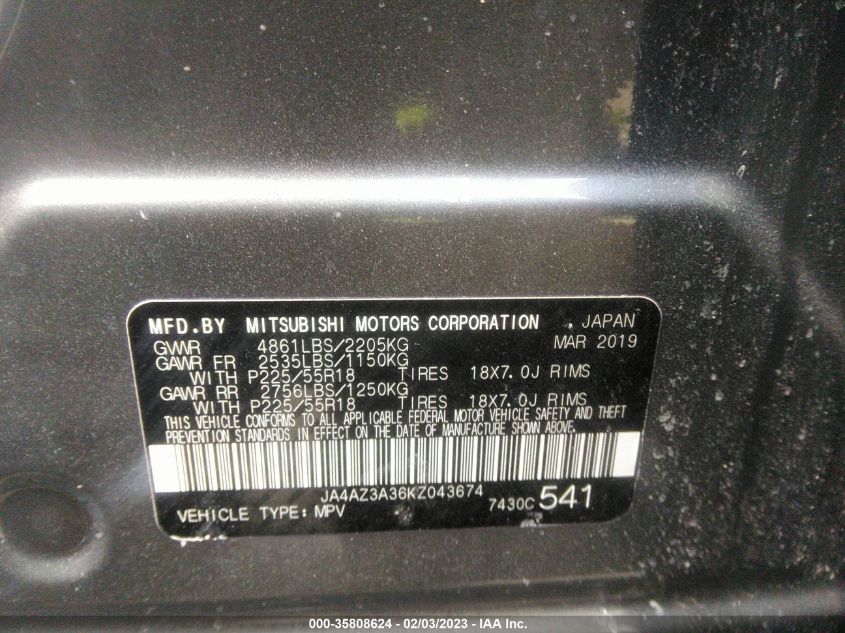 MFD.BY MITSUBISHI MOTORS CORPORATION , JAPAN
GVWR 4861LBS/2205KG MAR 2019
GAWR FR 2535LBS/1150KG
WITH P225/55R18 TIRES 18X7.0J RIMS
GAWR RR 2756LBS/1250KG
WITH P225/55R18 TIRES 18X7.0J RIMS
THIS VEHICLE CONFORMS TO ALL APPLICABLE FEDERAL MOTOR VEHICLE SAFETY AND THEFT
PREVENTION STANDARDS IN EFFECT ON THE DATE OF MANUFACTURE SHOWN ABOVE.
JA4AZ3A36KZ043674
VEHICLE TYPE: MPV 7430C 541
000-35808624 - 02/03/2023 - © IAA Inc.